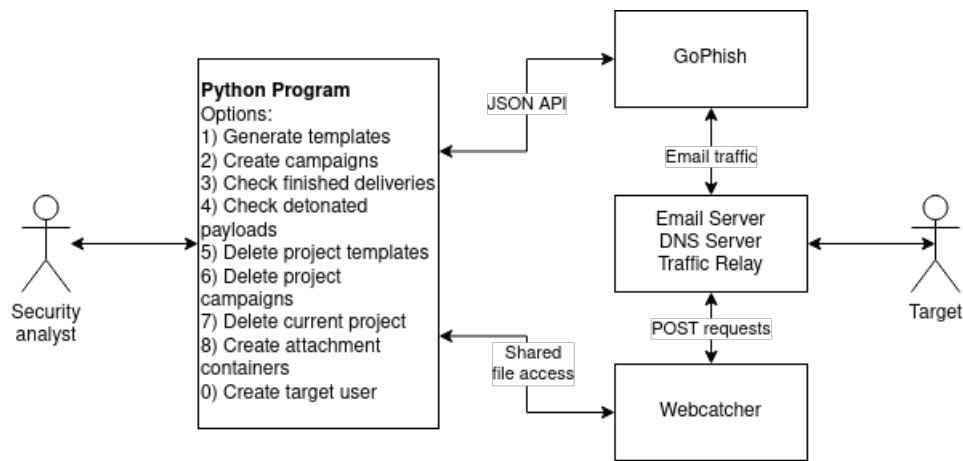 Python Program
Options:
1) Generate templates
2) Create campaigns
3) Check finished deliveries
4) Check detonated
payloads
5) Delete project templates
6) Delete project
campaigns
7) Delete current project
8) Create attachment
containers
0) Create target user
Security
analyst
JSON API
Shared
file access
GoPhish
Email traffic
Email Server
DNS Server
Traffic Relay
POST requests
Webcatcher
Target